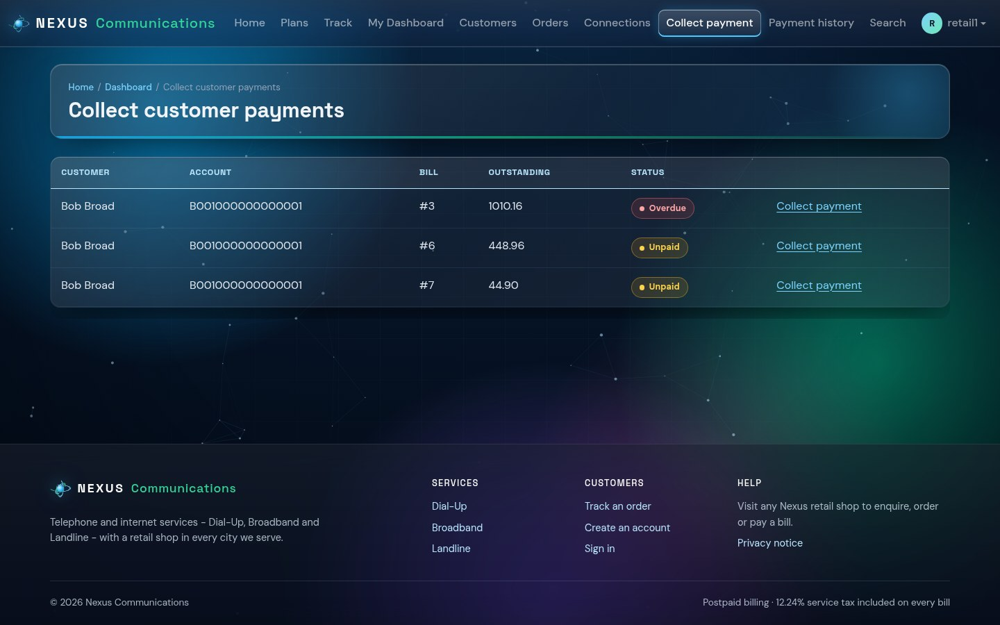 NEXUS Communications Home Plans Track My Dashboard Customers Orders Connections Collect payment Payment history Search R retail1
Home / Dashboard / Collect customer payments
Collect customer payments
CUSTOMER ACCOUNT BILL OUTSTANDING STATUS
Bob Broad B001000000000001 #3 1010.16 Overdue Collect payment
Bob Broad B001000000000001 #6 448.96 Unpaid Collect payment
Bob Broad B001000000000001 #7 44.90 Unpaid Collect payment
NEXUS Communications
Telephone and internet services – Dial-Up, Broadband and
Landline – with a retail shop in every city we serve.
SERVICES
Dial-Up
Broadband
Landline
CUSTOMERS
Track an order
Create an account
Sign in
HELP
Visit any Nexus retail shop to enquire, order
or pay a bill.
Privacy notice
© 2026 Nexus Communications
Postpaid billing · 12.24% service tax included on every bill